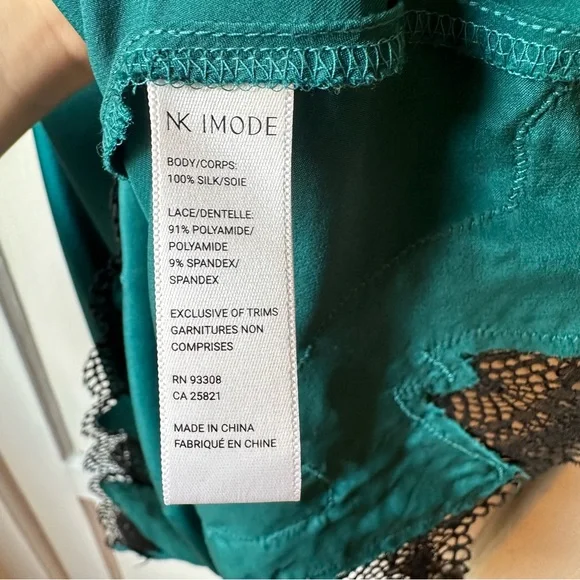 NK IMODE
BODY/CORPS:
100% SILK/SOIE
LACE/DENTELLE:
91% POLYAMIDE/
POLYAMIDE
9% SPANDEX/
SPANDEX
EXCLUSIVE OF TRIMS
GARNITURES NON
COMPRISES
RN 93308
CA 25821
MADE IN CHINA
FABRIQUÉ EN CHINE